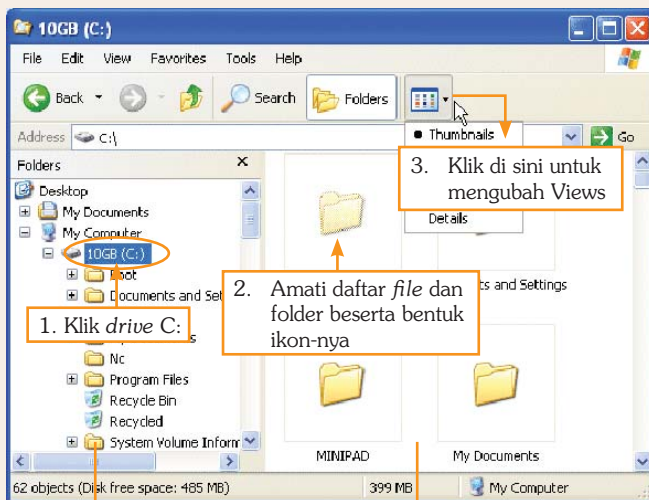 10GB (C:)
File Edit View Favorites Tools Help
Back Search Folders
Address C:\ Go
Thumbnails
3. Klik di sini untuk
mengubah Views
Details
Folders x
Desktop
My Documents
My Computer
10GB (C:)
Boot
Documents and Set
1. Klik drive C:
Nc
Program Files
Recycle Bin
Recycled
System Volume Inform
2. Amati daftar file dan
folder beserta bentuk
ikon-nya
and Settings
MINIPAD My Documents
62 objects (Disk free space: 485 MB) 399 MB My Computer